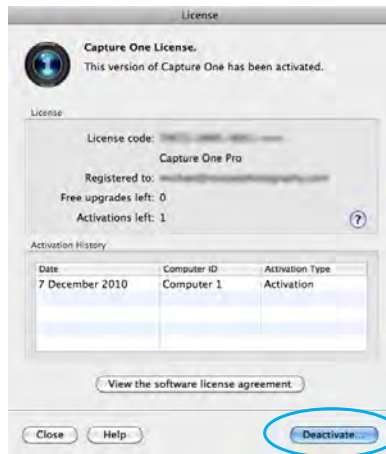 License
Capture One License.
This version of Capture One has been activated.
License
License code:
Capture One Pro
Registered to:
Free upgrades left: 0
Activations left: 1
?
Activation History
Date Computer ID Activation Type
7 December 2010 Computer 1 Activation
View the software license agreement
Close Help Deactivate...